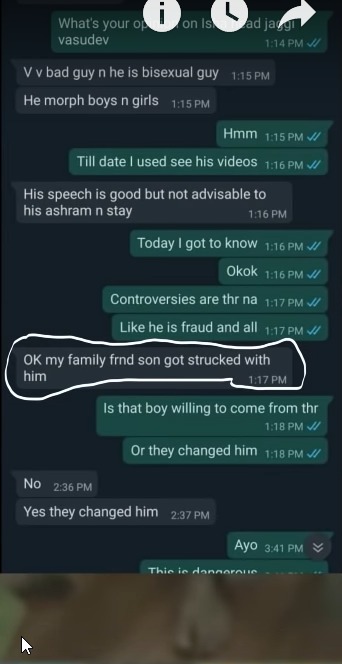 What's your op on Is ad jaggi
vasudev
1:14 PM
V v bad guy n he is bisexual guy 1:15 PM
He morph boys n girls 1:15 PM
Hmm 1:15 PM
Till date I used see his videos 1:16 PM
His speech is good but not advisable to
his ashram n stay
1:16 PM
Today I got to know 1:16 PM
Okok 1:16 PM
Controversies are thr na 1:17 PM
Like he is fraud and all 1:17 PM
OK my family frnd son got strucked with
him
1:17 PM
Is that boy willing to come from thr
1:18 PM
Or they changed him 1:18 PM
No 2:36 PM
Yes they changed him 2:37 PM
Ayo 3:41 PM
This is dangerous